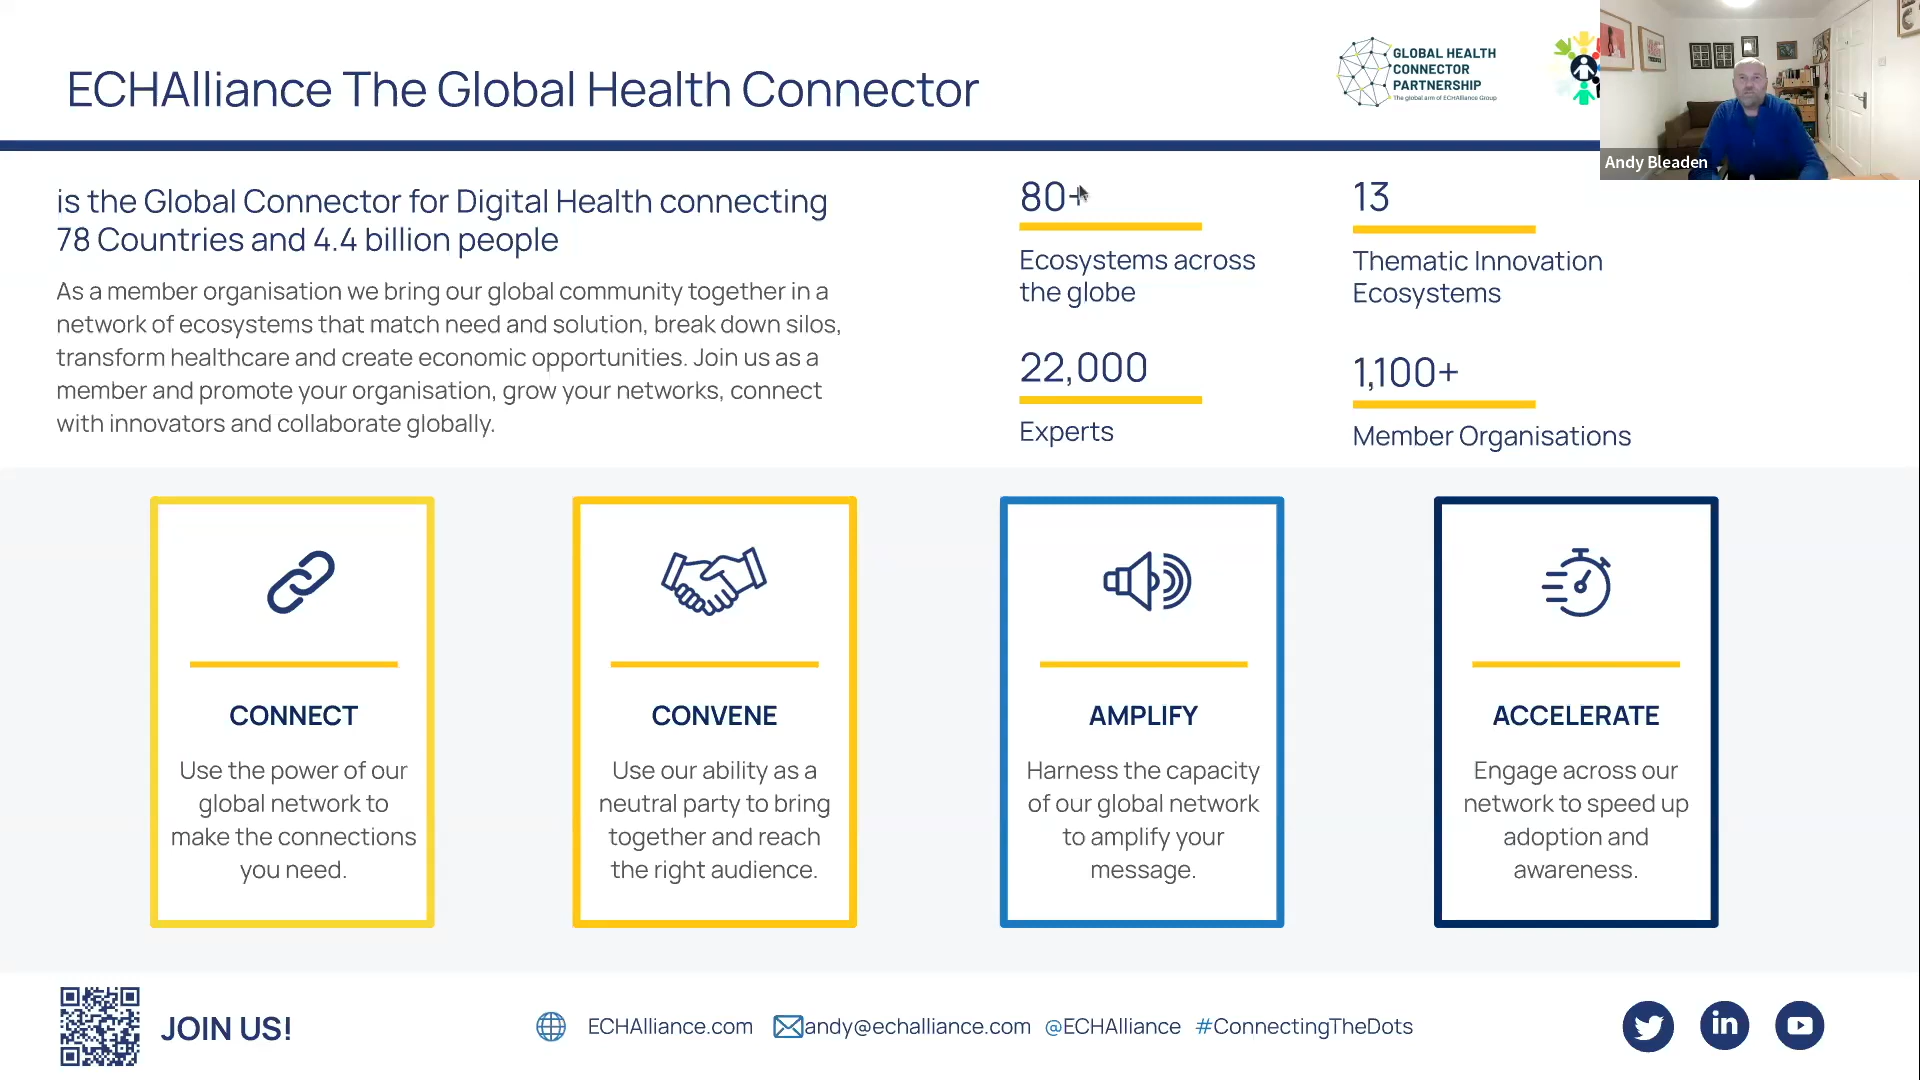 ECHAlliance The Global Health Connector
GLOBAL HEALTH
CONNECTOR
PARTNERSHIP
The global arm of ECHAlliance Group
Andy Bleaden
is the Global Connector for Digital Health connecting
78 Countries and 4.4 billion people
As a member organisation we bring our global community together in a
network of ecosystems that match need and solution, break down silos,
transform healthcare and create economic opportunities. Join us as a
member and promote your organisation, grow your networks, connect
with innovators and collaborate globally.
80+
Ecosystems across
the globe
13
Thematic Innovation
Ecosystems
22,000
Experts
1,100+
Member Organisations
CONNECT
Use the power of our
global network to
make the connections
you need.
CONVENE
Use our ability as a
neutral party to bring
together and reach
the right audience.
AMPLIFY
Harness the capacity
of our global network
to amplify your
message.
ACCELERATE
Engage across our
network to speed up
adoption and
awareness.
JOIN US!
ECHAlliance.com
andy@echalliance.com
@ECHAlliance
#ConnectingTheDots
in